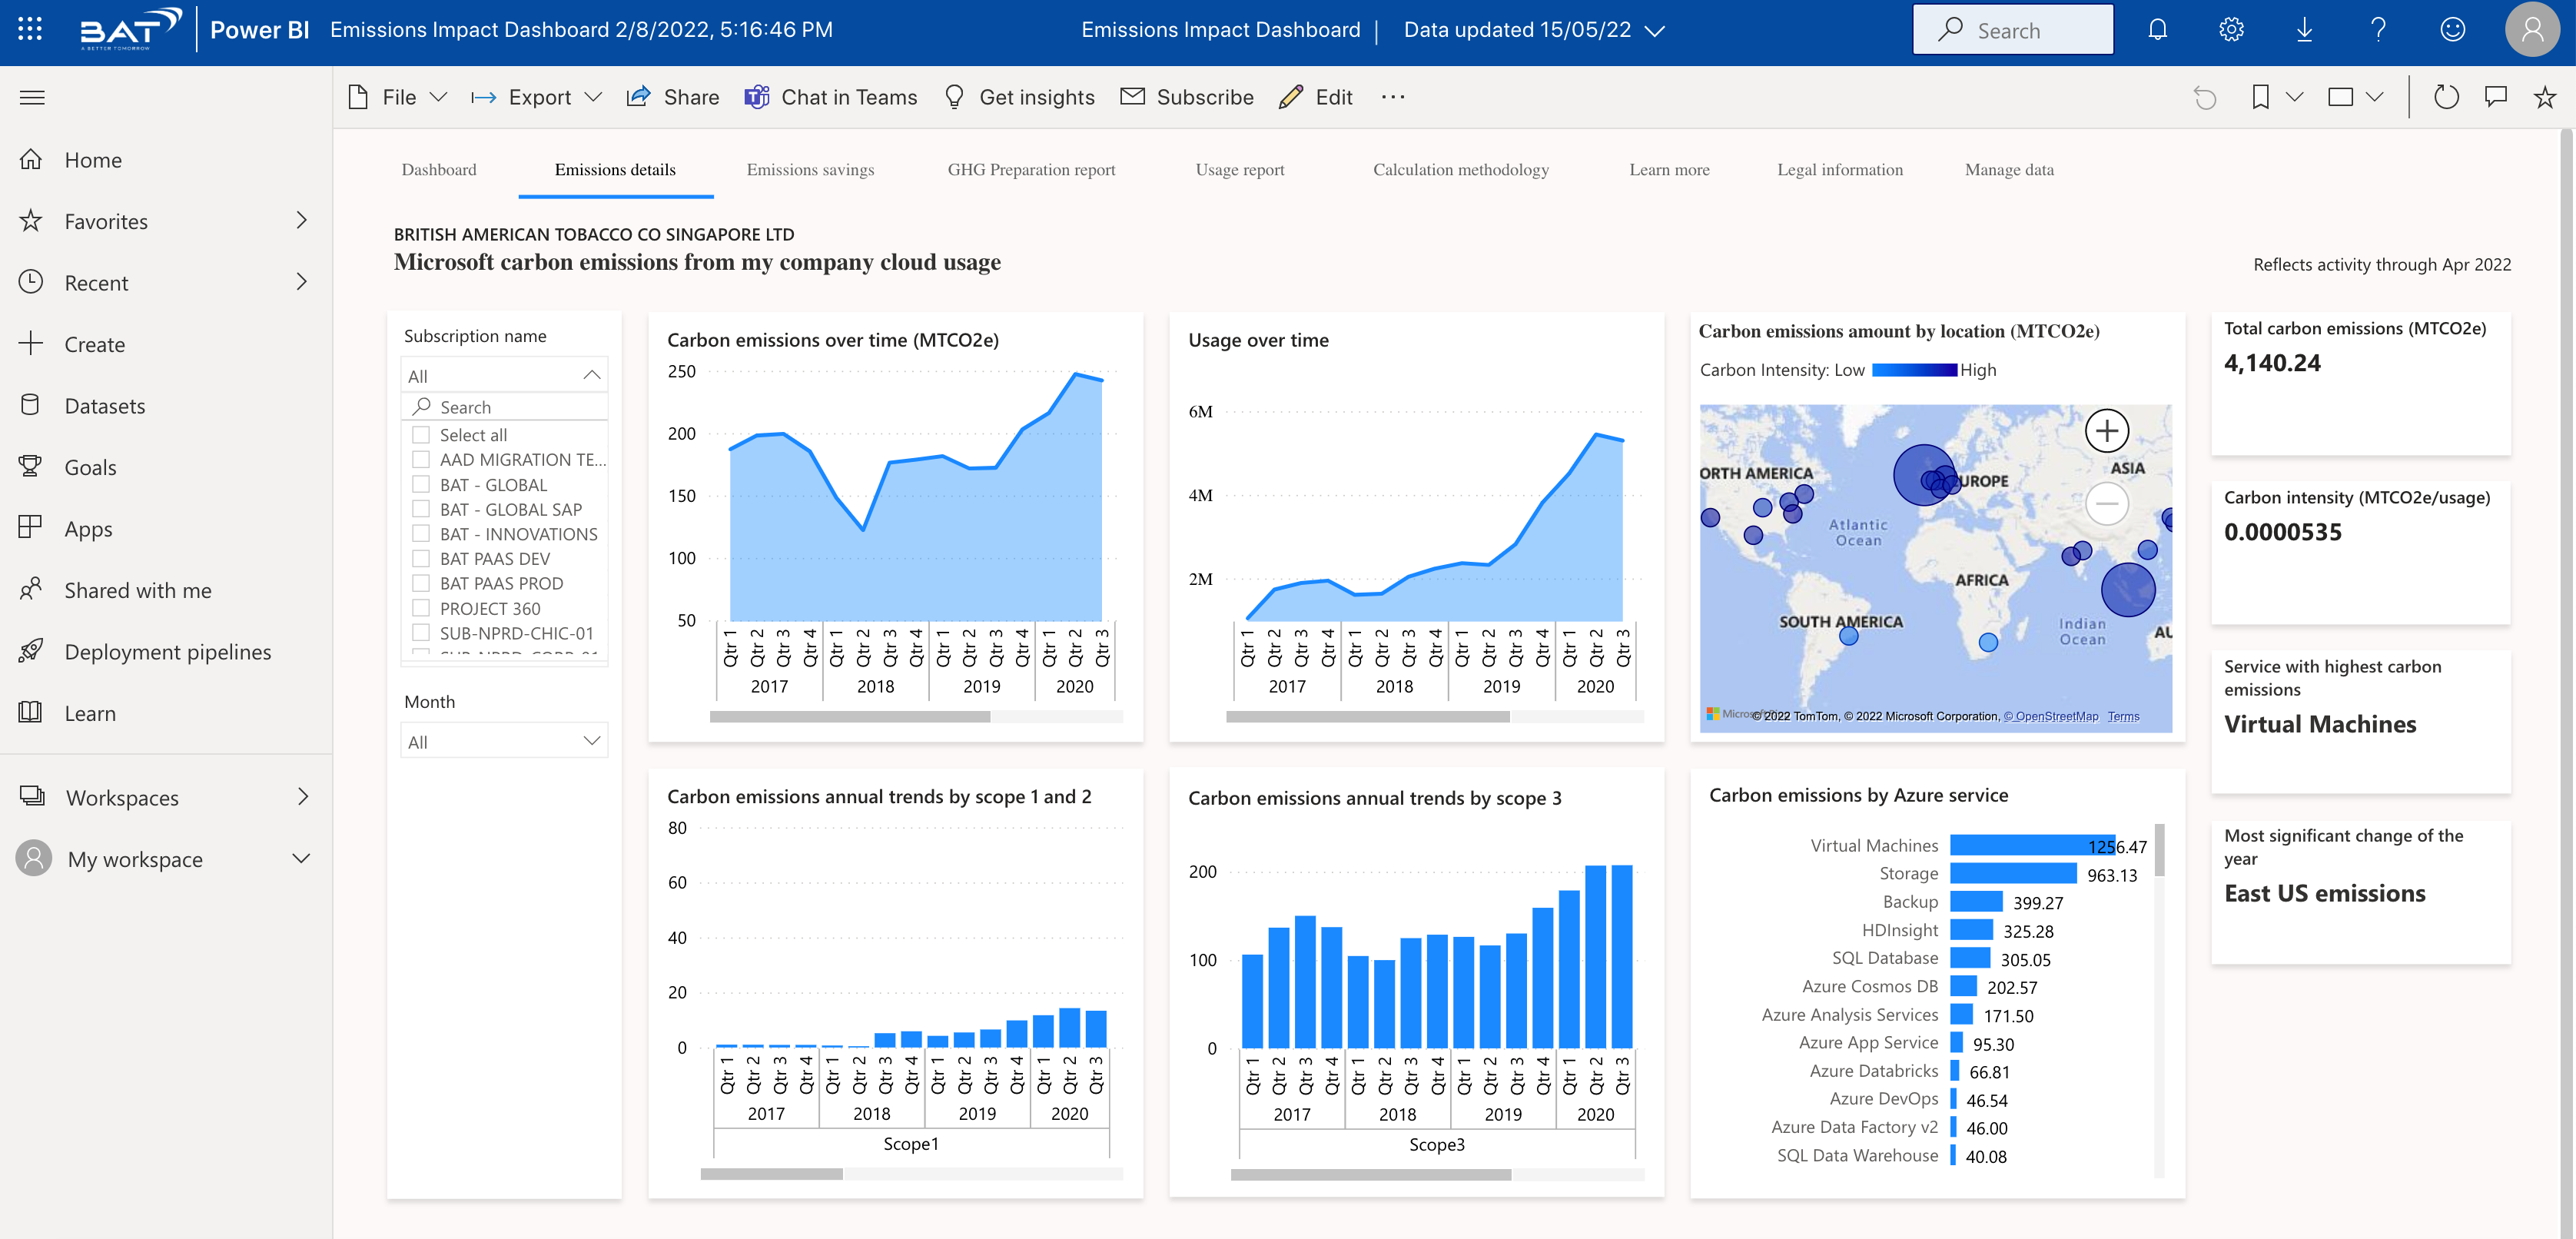 BAT
A BETTER TOMORROW
Power BI
Emissions Impact Dashboard 2/8/2022, 5:16:46 PM
Emissions Impact Dashboard | Data updated 15/05/22
Search
File
Export
Share
Chat in Teams
Get insights
Subscribe
Edit
Home
Favorites
Recent
Create
Datasets
Goals
Apps
Shared with me
Deployment pipelines
Learn
Workspaces
My workspace
Dashboard
Emissions details
Emissions savings
GHG Preparation report
Usage report
Calculation methodology
Learn more
Legal information
Manage data
BRITISH AMERICAN TOBACCO CO SINGAPORE LTD
Microsoft carbon emissions from my company cloud usage
Reflects activity through Apr 2022
Subscription name
All
Search
Select all
AAD MIGRATION TE...
BAT - GLOBAL
BAT - GLOBAL SAP
BAT - INNOVATIONS
BAT PAAS DEV
BAT PAAS PROD
PROJECT 360
SUB-NPRD-CHIC-01
Month
All
Carbon emissions over time (MTCO2e)
250
200
150
100
50
Qtr 1 Qtr 2 Qtr 3 Qtr 4 Qtr 1 Qtr 2 Qtr 3 Qtr 4 Qtr 1 Qtr 2 Qtr 3 Qtr 4 Qtr 1 Qtr 2 Qtr 3
2017 2018 2019 2020
Usage over time
6M
4M
2M
Qtr 1 Qtr 2 Qtr 3 Qtr 4 Qtr 1 Qtr 2 Qtr 3 Qtr 4 Qtr 1 Qtr 2 Qtr 3 Qtr 4 Qtr 1 Qtr 2 Qtr 3
2017 2018 2019 2020
Carbon emissions amount by location (MTCO2e)
Carbon Intensity: Low High
ORTH AMERICA
UROPE
ASIA
Atlantic
Ocean
AFRICA
SOUTH AMERICA
Indian
Ocean
AU
© 2022 TomTom, © 2022 Microsoft Corporation, © OpenStreetMap Terms
Total carbon emissions (MTCO2e)
4,140.24
Carbon intensity (MTCO2e/usage)
0.0000535
Service with highest carbon
emissions
Virtual Machines
Most significant change of the
year
East US emissions
Carbon emissions annual trends by scope 1 and 2
80
60
40
20
0
Qtr 1 Qtr 2 Qtr 3 Qtr 4 Qtr 1 Qtr 2 Qtr 3 Qtr 4 Qtr 1 Qtr 2 Qtr 3 Qtr 4 Qtr 1 Qtr 2 Qtr 3
2017 2018 2019 2020
Scope1
Carbon emissions annual trends by scope 3
200
100
0
Qtr 1 Qtr 2 Qtr 3 Qtr 4 Qtr 1 Qtr 2 Qtr 3 Qtr 4 Qtr 1 Qtr 2 Qtr 3 Qtr 4 Qtr 1 Qtr 2 Qtr 3
2017 2018 2019 2020
Scope3
Carbon emissions by Azure service
Virtual Machines 1256.47
Storage 963.13
Backup 399.27
HDInsight 325.28
SQL Database 305.05
Azure Cosmos DB 202.57
Azure Analysis Services 171.50
Azure App Service 95.30
Azure Databricks 66.81
Azure DevOps 46.54
Azure Data Factory v2 46.00
SQL Data Warehouse 40.08